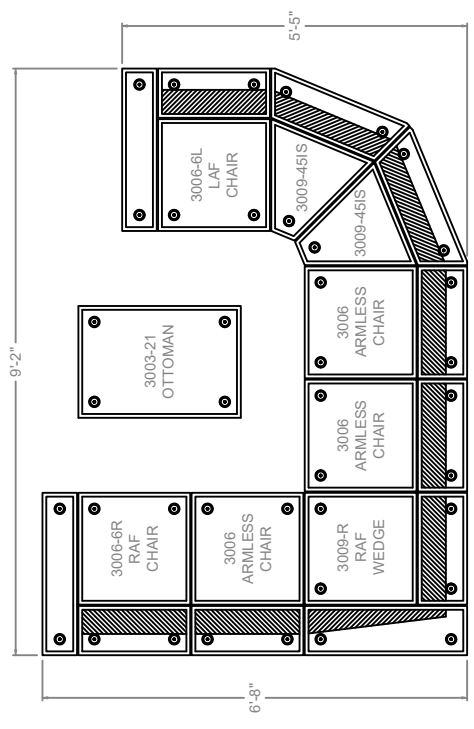 5'-5"
9'-2"
3006-6L
LAF
CHAIR
3009-45IS
3009-45IS
3003-21
OTTOMAN
3006
ARMLESS
CHAIR
3006
ARMLESS
CHAIR
3006-6R
RAF
CHAIR
3006
ARMLESS
CHAIR
3009-R
RAF
WEDGE
6'-8"